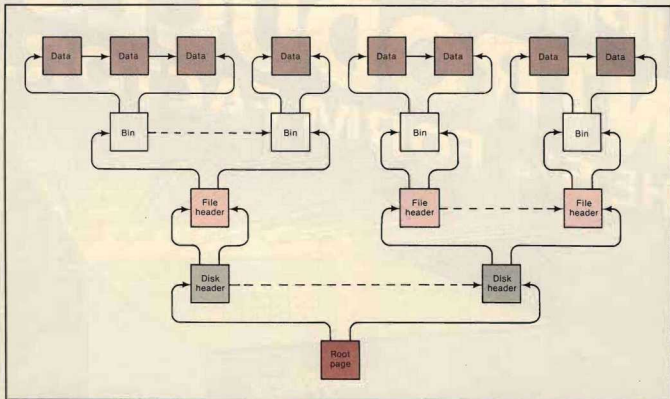 Data Data Data Data Data Data Data Data
Bin Bin Bin Bin
File
header
File
header
File
header
Disk
header
Disk
header
Root
page